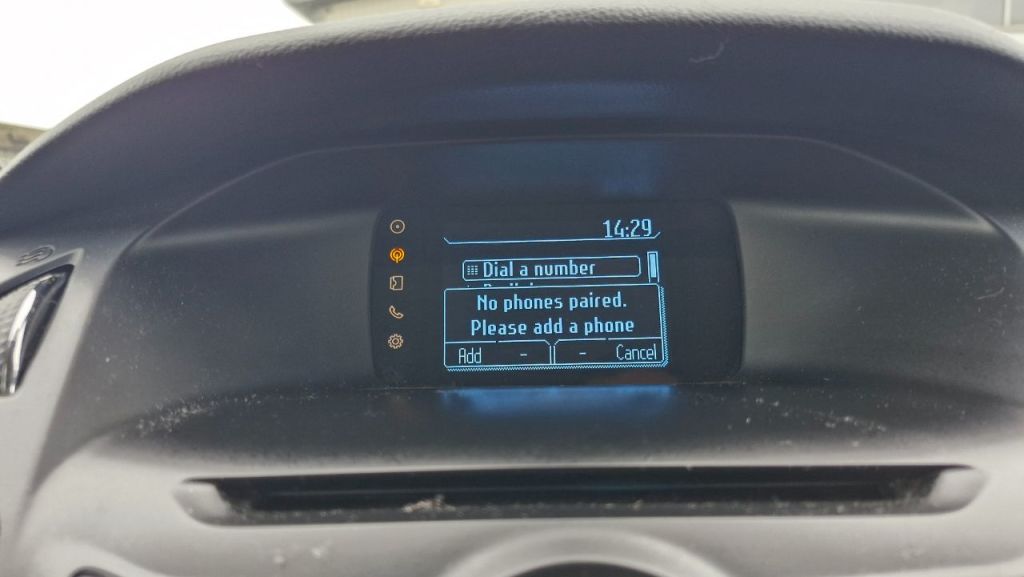 14:29
Dial a number
No phones paired.
Please add a phone
Add - - Cancel